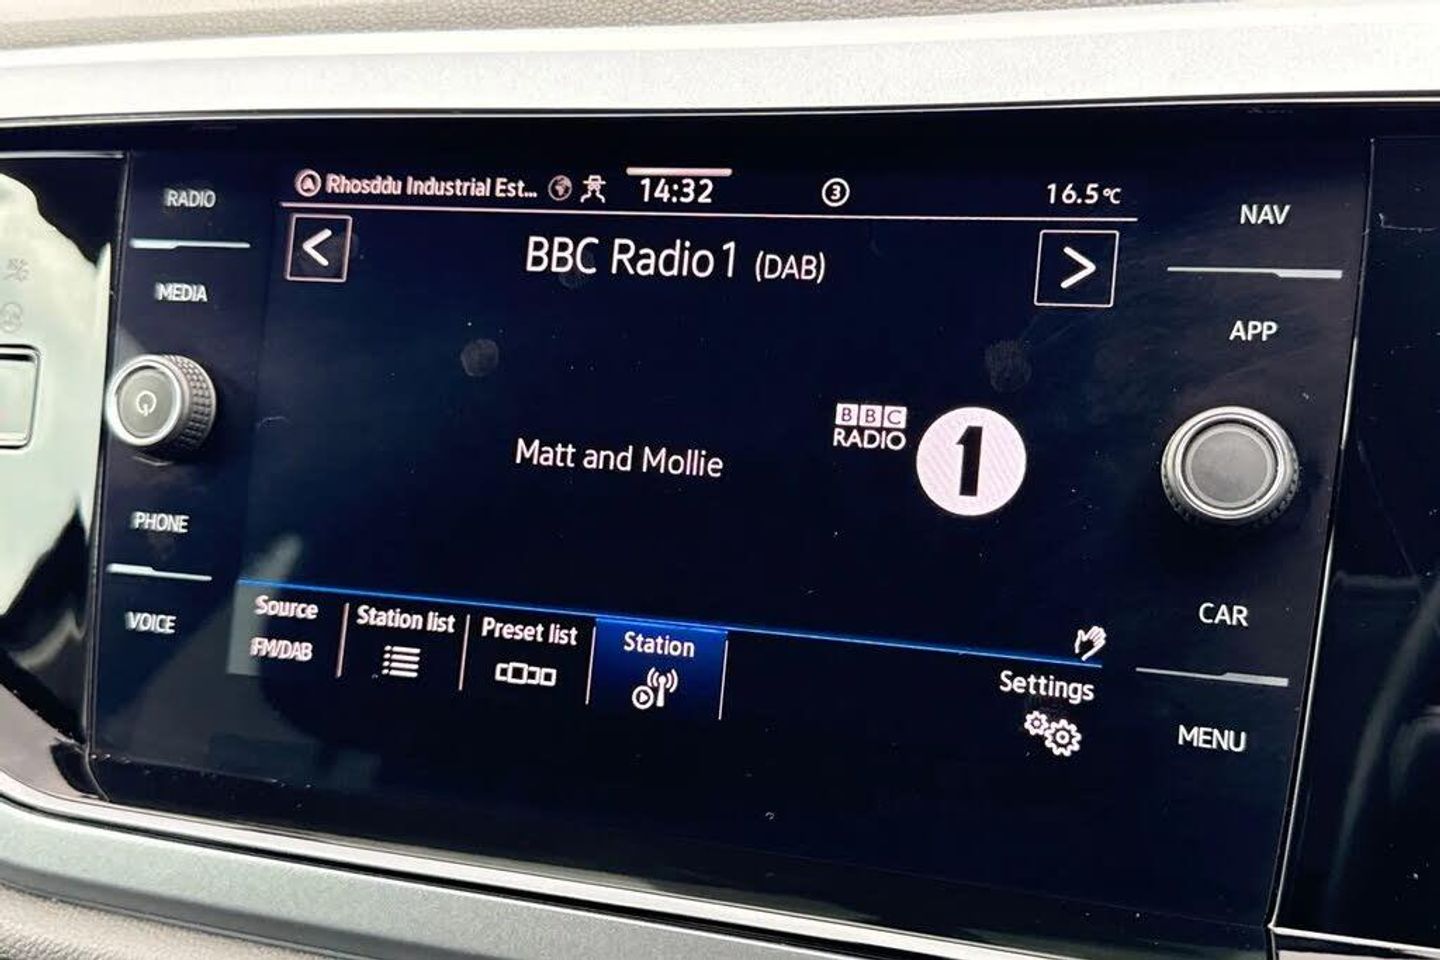 RADIO
MEDIA
PHONE
VOICE
A Rhosddu Industrial Est... 14:32 3 16.5°C
< BBC Radio 1 (DAB) >
Matt and Mollie
BBC
RADIO
1
Source
FM/DAB
Station list
Preset list
Station
Settings
NAV
APP
CAR
MENU